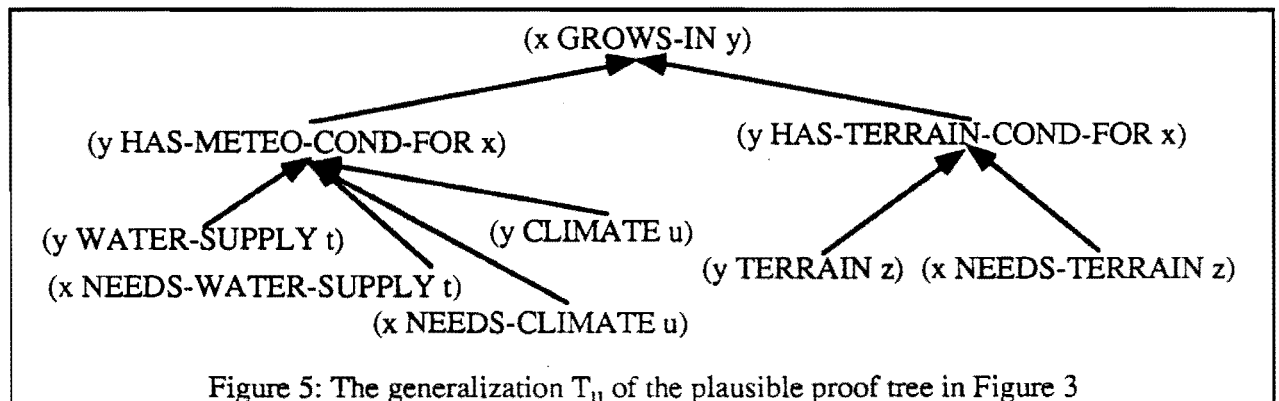 (x GROWS-IN y)
(y HAS-METEO-COND-FOR x)
(y HAS-TERRAIN-COND-FOR x)
(y WATER-SUPPLY t)
(y CLIMATE u)
(x NEEDS-WATER-SUPPLY t)
(x NEEDS-CLIMATE u)
(y TERRAIN z) (x NEEDS-TERRAIN z)
Figure 5: The generalization Tu of the plausible proof tree in Figure 3